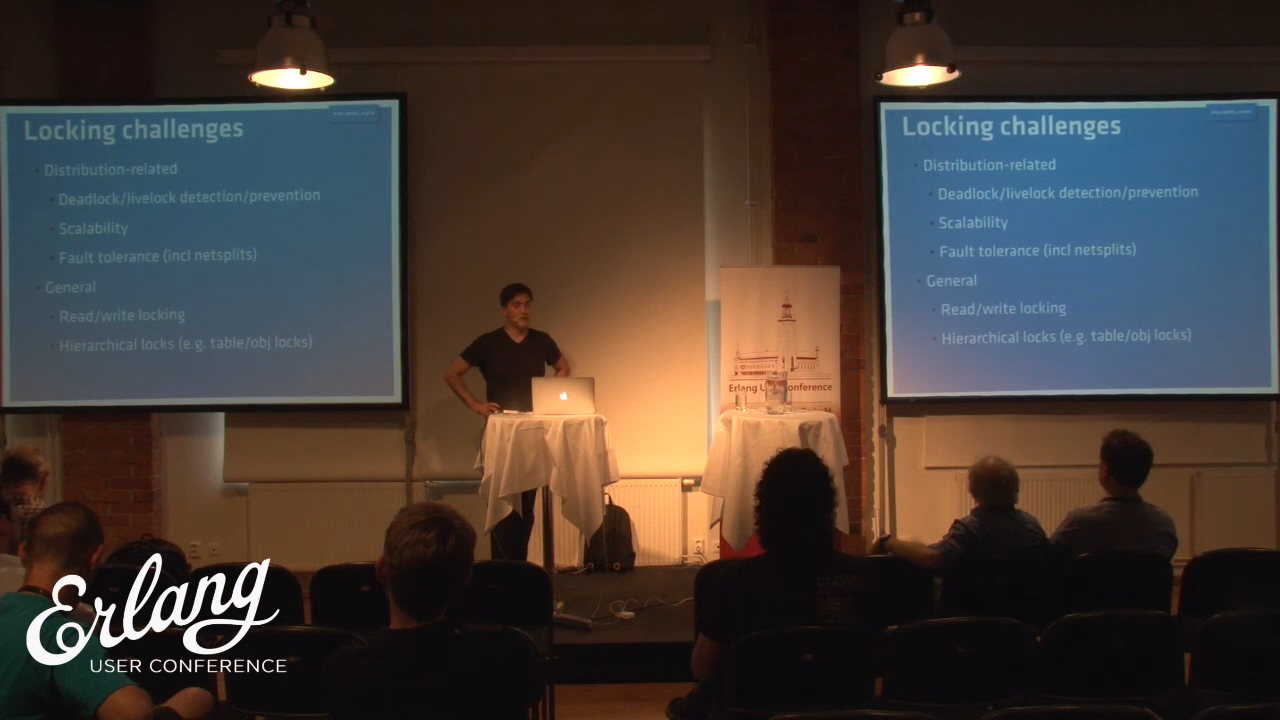 Locking challenges
Distribution-related
Deadlock/livelock detection/prevention
Scalability
Fault tolerance (incl netsplits)
General
Read/write locking
Hierarchical locks (e.g. table/obj locks)
Erlang Conference
Locking challenges
Distribution-related
Deadlock/livelock detection/prevention
Scalability
Fault tolerance (incl netsplits)
General
Read/write locking
Hierarchical locks (e.g. table/obj locks)
Erlang
USER CONFERENCE